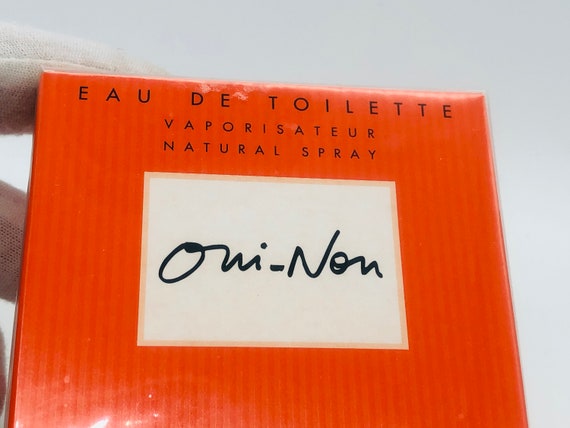 EAU DE TOILETTE
VAPORISATEUR
NATURAL SPRAY
Oui-Non